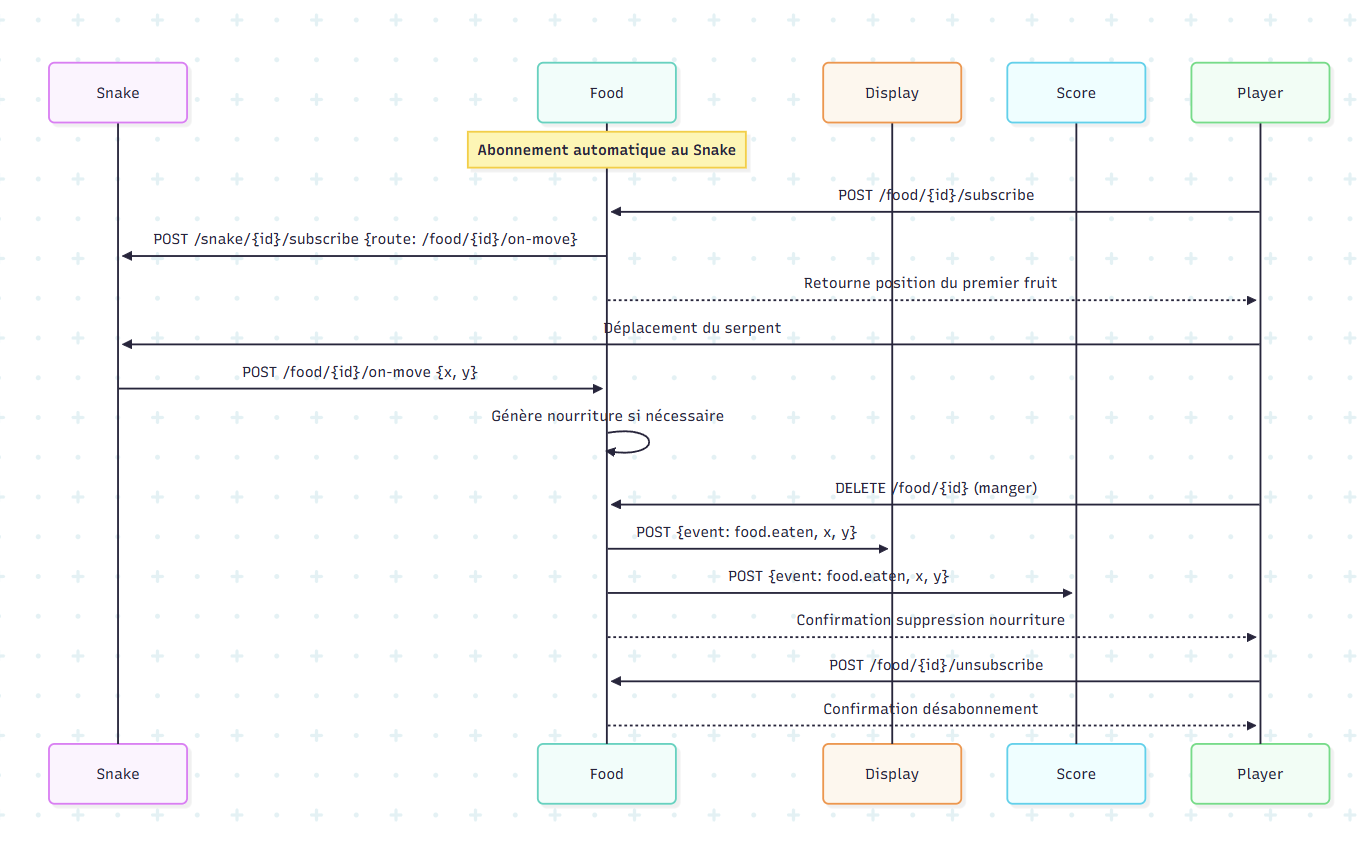 Snake
Food
Display
Score
Player
Abonnement automatique au Snake
POST /food/{id}/subscribe
POST /snake/{id}/subscribe {route: /food/{id}/on-move}
Retourne position du premier fruit
Déplacement du serpent
POST /food/{id}/on-move {x, y}
Génère nourriture si nécessaire
DELETE /food/{id} (manger)
POST {event: food.eaten, x, y}
POST {event: food.eaten, x, y}
Confirmation suppression nourriture
POST /food/{id}/unsubscribe
Confirmation désabonnement
Snake
Food
Display
Score
Player